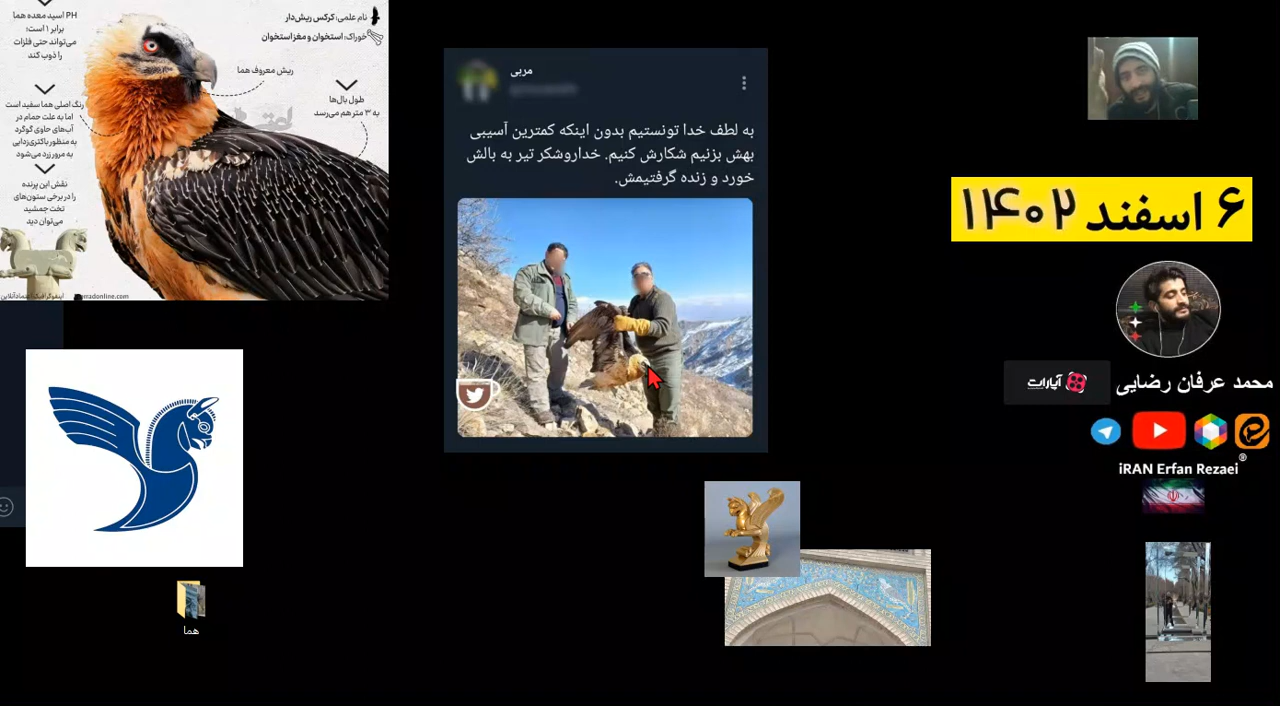 PH اسید معده هما
برابر ۱ است؛
می‌تواند حتی فلزات
را ذوب کند
نام علمی: کرکس ریش‌دار
خوراک: استخوان و مغز استخوان
ریش معروف هما
طول بال‌ها
به ۳ متر هم می‌رسد
رنگ اصلی هما سفید است
اما به علت حمام در
آب‌های حاوی گوگرد
به منظور باکتری‌زدایی
به مرور زرد می‌شود
نقش این پرنده
را در برخی ستون‌های
تخت جمشید
می‌توان دید
مربی
به لطف خدا تونستیم بدون اینکه کمترین آسیبی
بهش بزنیم شکارش کنیم. خداروشکر تیر به بالش
خورد و زنده گرفتیمش.
۶ اسفند ۱۴۰۲
محمد عرفان رضایی
آپارات
iRAN Erfan Rezaei®
هما